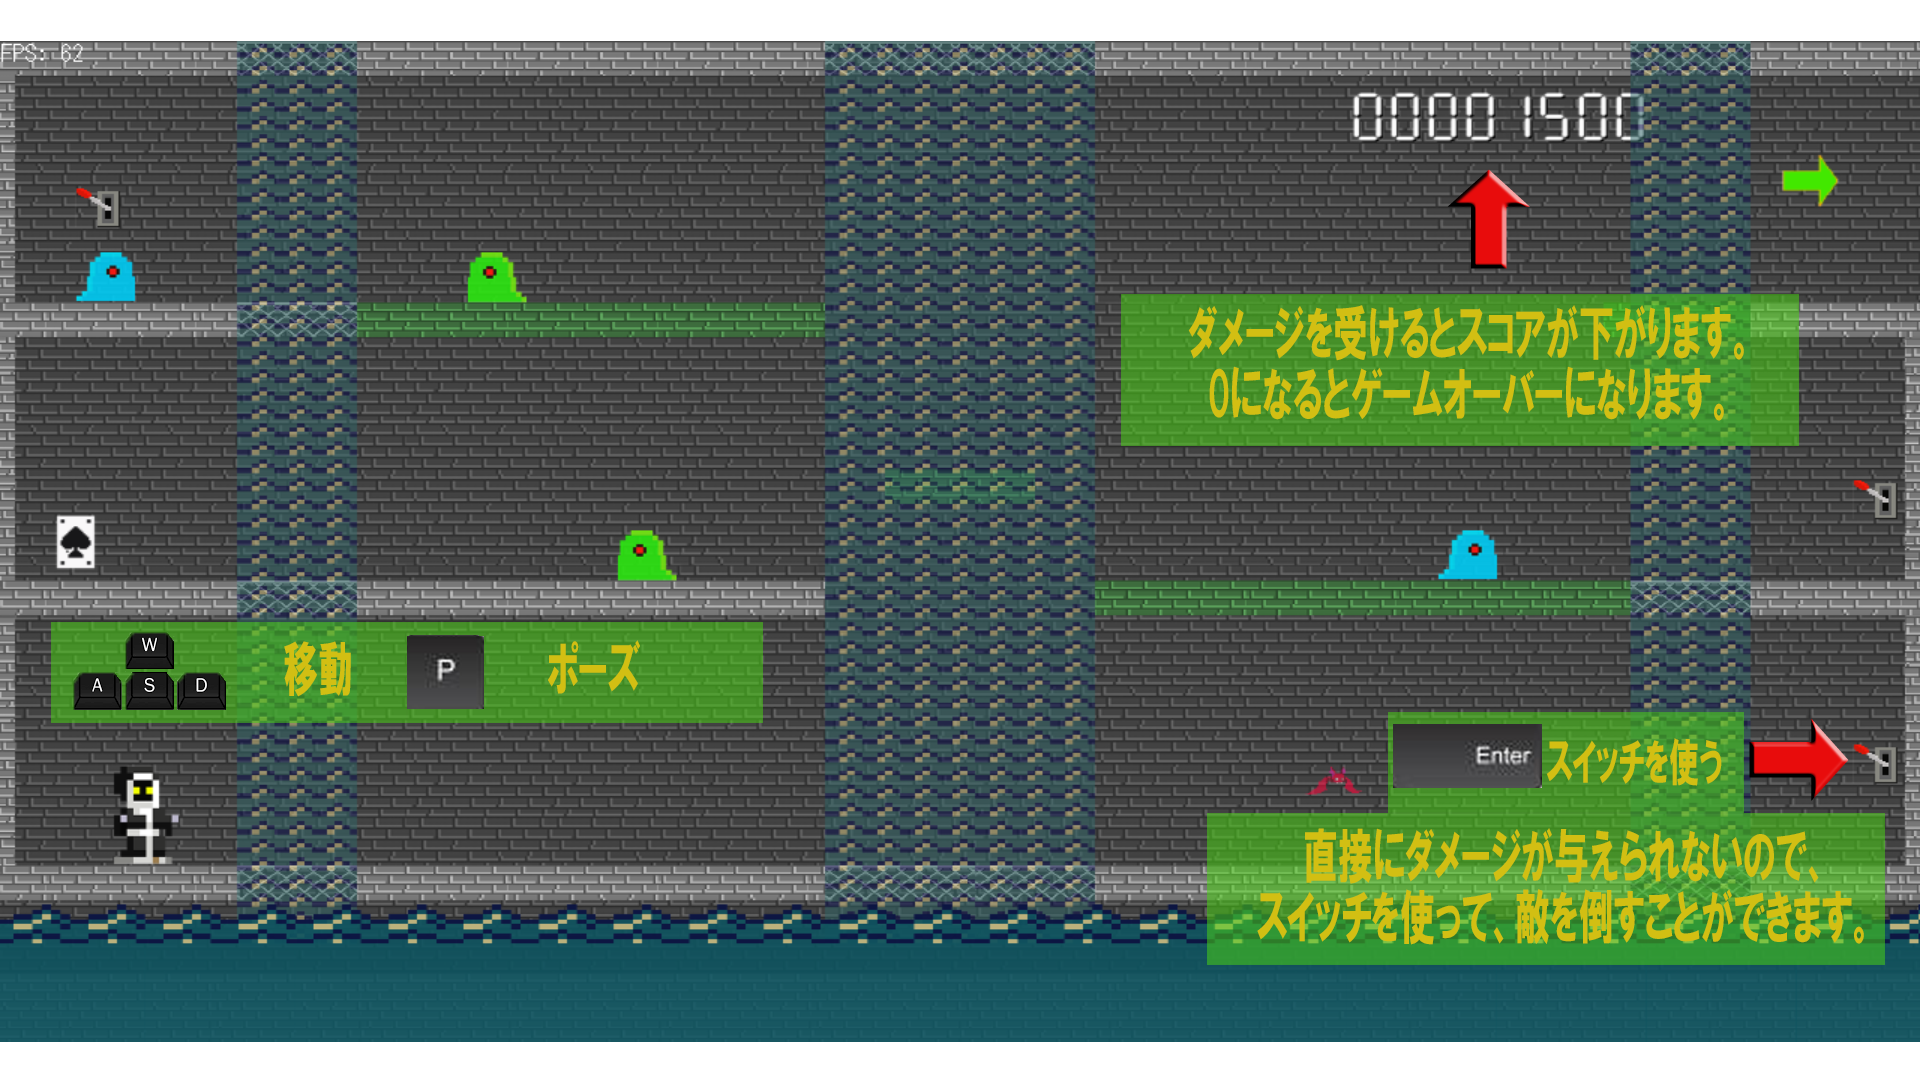 FPS: 62
00001500
ダメージを受けるとスコアが下がります。
0になるとゲームオーバーになります。
W
A S D
移動
P
ポーズ
Enter
スイッチを使う
直接にダメージが与えられないので、
スイッチを使って、敵を倒すことができます。